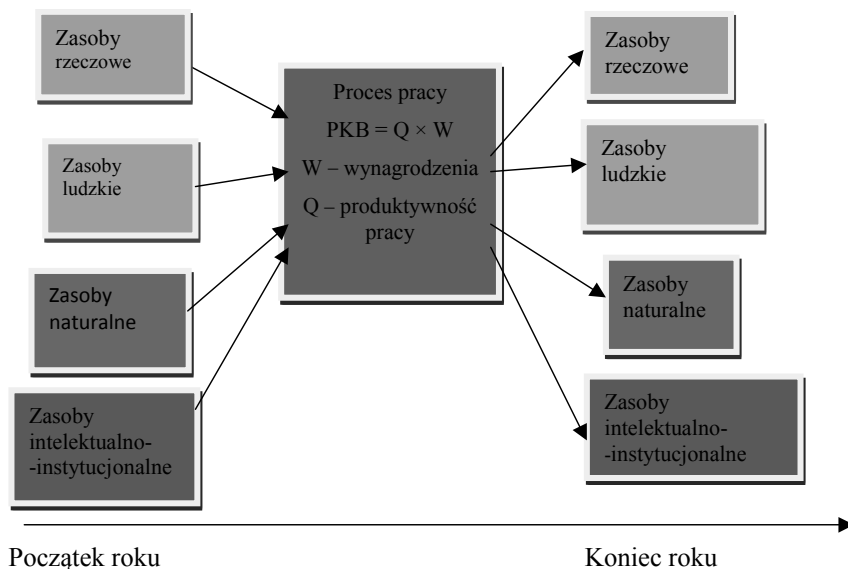 Zasoby
rzeczowe
Zasoby
ludzkie
Zasoby
naturalne
Zasoby
intelektualno-
-instytucjonalne
Proces pracy
PKB = Q × W
W – wynagrodzenia
Q – produktywność
pracy
Zasoby
rzeczowe
Zasoby
ludzkie
Zasoby
naturalne
Zasoby
intelektualno-
-instytucjonalne
Początek roku
Koniec roku